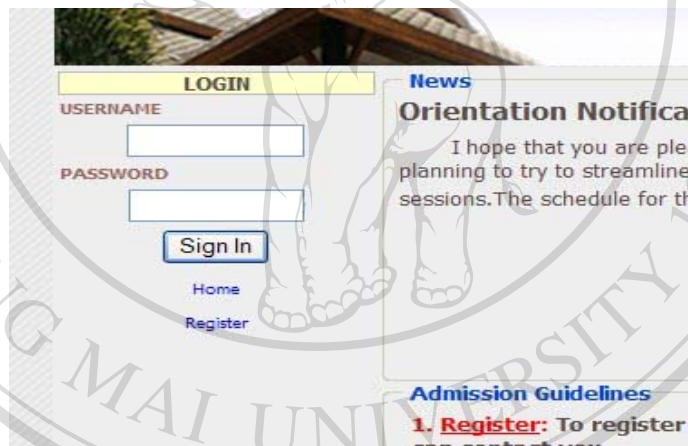 LOGIN
USERNAME
PASSWORD
Sign In
Home
Register
News
Orientation Notifica
I hope that you are ple
planning to try to streamline
sessions.The schedule for th
Admission Guidelines
1. Register: To register
G MAI UNIVERSITY